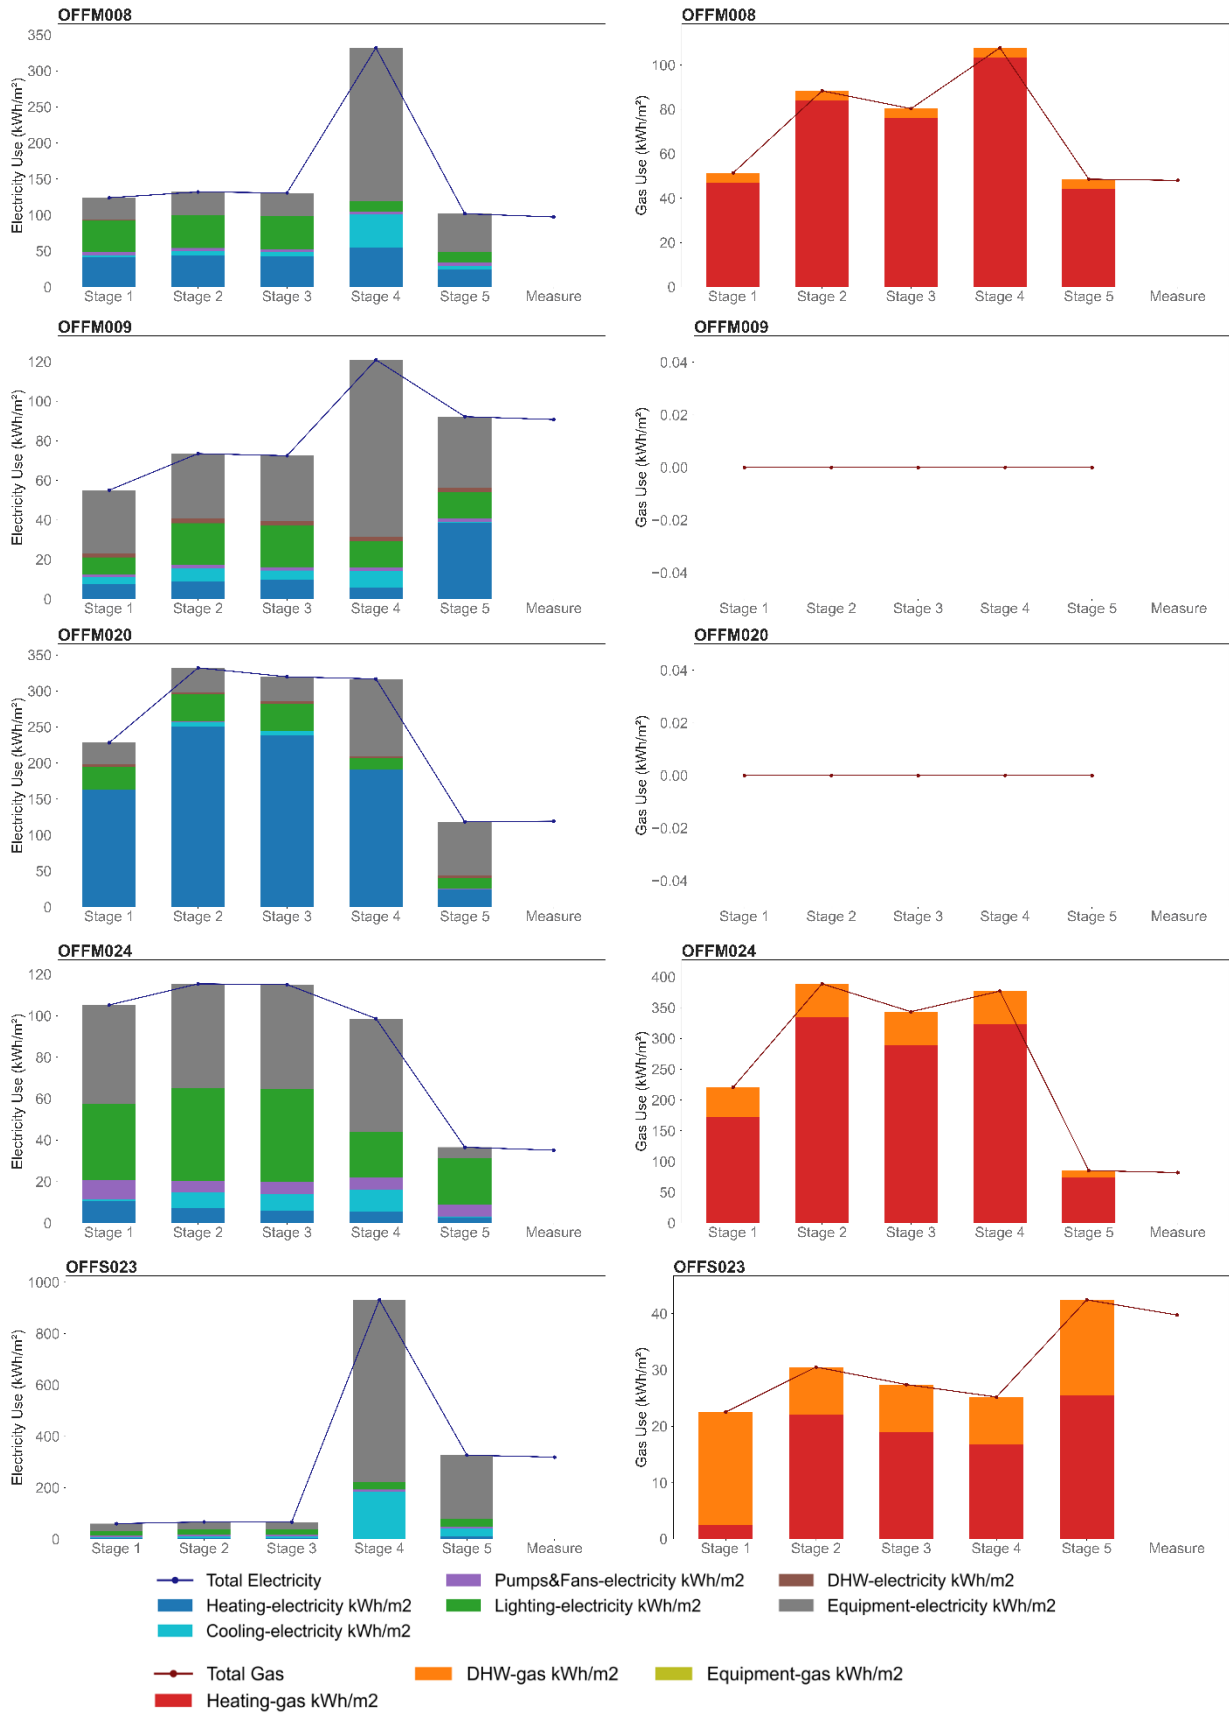 OFFM008
Electricity Use (kWh/m²)
350
300
250
200
150
100
50
0
Stage 1 Stage 2 Stage 3 Stage 4 Stage 5 Measure
OFFM008
Gas Use (kWh/m²)
100
80
60
40
20
0
Stage 1 Stage 2 Stage 3 Stage 4 Stage 5 Measure
OFFM009
Electricity Use (kWh/m²)
120
100
80
60
40
20
0
Stage 1 Stage 2 Stage 3 Stage 4 Stage 5 Measure
OFFM009
Gas Use (kWh/m²)
0.04
0.02
0.00
−0.02
−0.04
Stage 1 Stage 2 Stage 3 Stage 4 Stage 5 Measure
OFFM020
Electricity Use (kWh/m²)
350
300
250
200
150
100
50
0
Stage 1 Stage 2 Stage 3 Stage 4 Stage 5 Measure
OFFM020
Gas Use (kWh/m²)
0.04
0.02
0.00
−0.02
−0.04
Stage 1 Stage 2 Stage 3 Stage 4 Stage 5 Measure
OFFM024
Electricity Use (kWh/m²)
120
100
80
60
40
20
0
Stage 1 Stage 2 Stage 3 Stage 4 Stage 5 Measure
OFFM024
Gas Use (kWh/m²)
400
350
300
250
200
150
100
50
0
Stage 1 Stage 2 Stage 3 Stage 4 Stage 5 Measure
OFFS023
Electricity Use (kWh/m²)
1000
800
600
400
200
0
Stage 1 Stage 2 Stage 3 Stage 4 Stage 5 Measure
OFFS023
Gas Use (kWh/m²)
40
30
20
10
0
Stage 1 Stage 2 Stage 3 Stage 4 Stage 5 Measure
Total Electricity Pumps&Fans-electricity kWh/m2 DHW-electricity kWh/m2
Heating-electricity kWh/m2 Lighting-electricity kWh/m2 Equipment-electricity kWh/m2
Cooling-electricity kWh/m2
Total Gas DHW-gas kWh/m2 Equipment-gas kWh/m2
Heating-gas kWh/m2